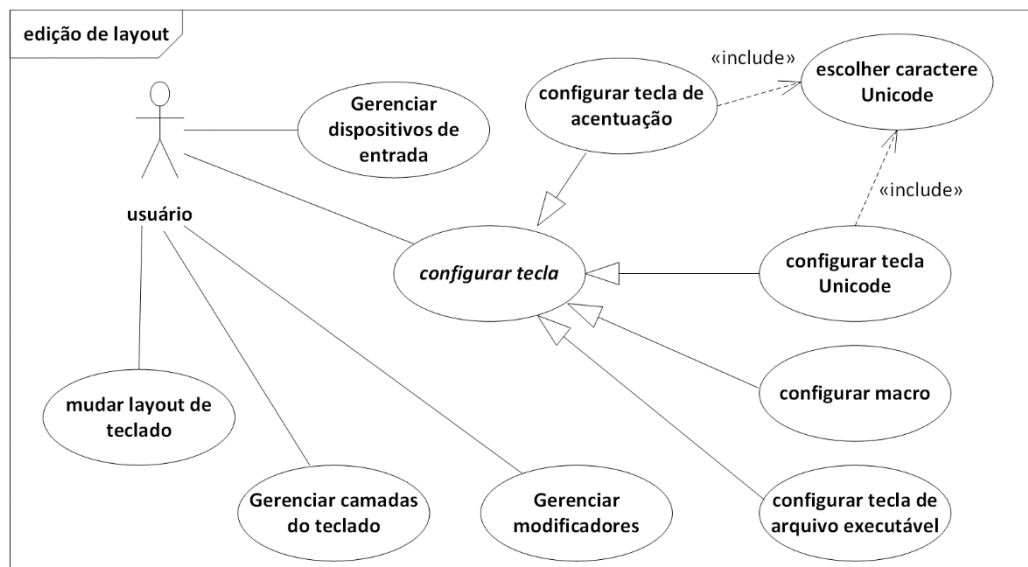 edição de layout
«include»
escolher caractere
Unicode
configurar tecla de
acentuação
Gerenciar
dispositivos de
entrada
«include»
usuário
configurar tecla
configurar tecla
Unicode
mudar layout de
teclado
configurar macro
Gerenciar camadas
do teclado
Gerenciar
modificadores
configurar tecla de
arquivo executável